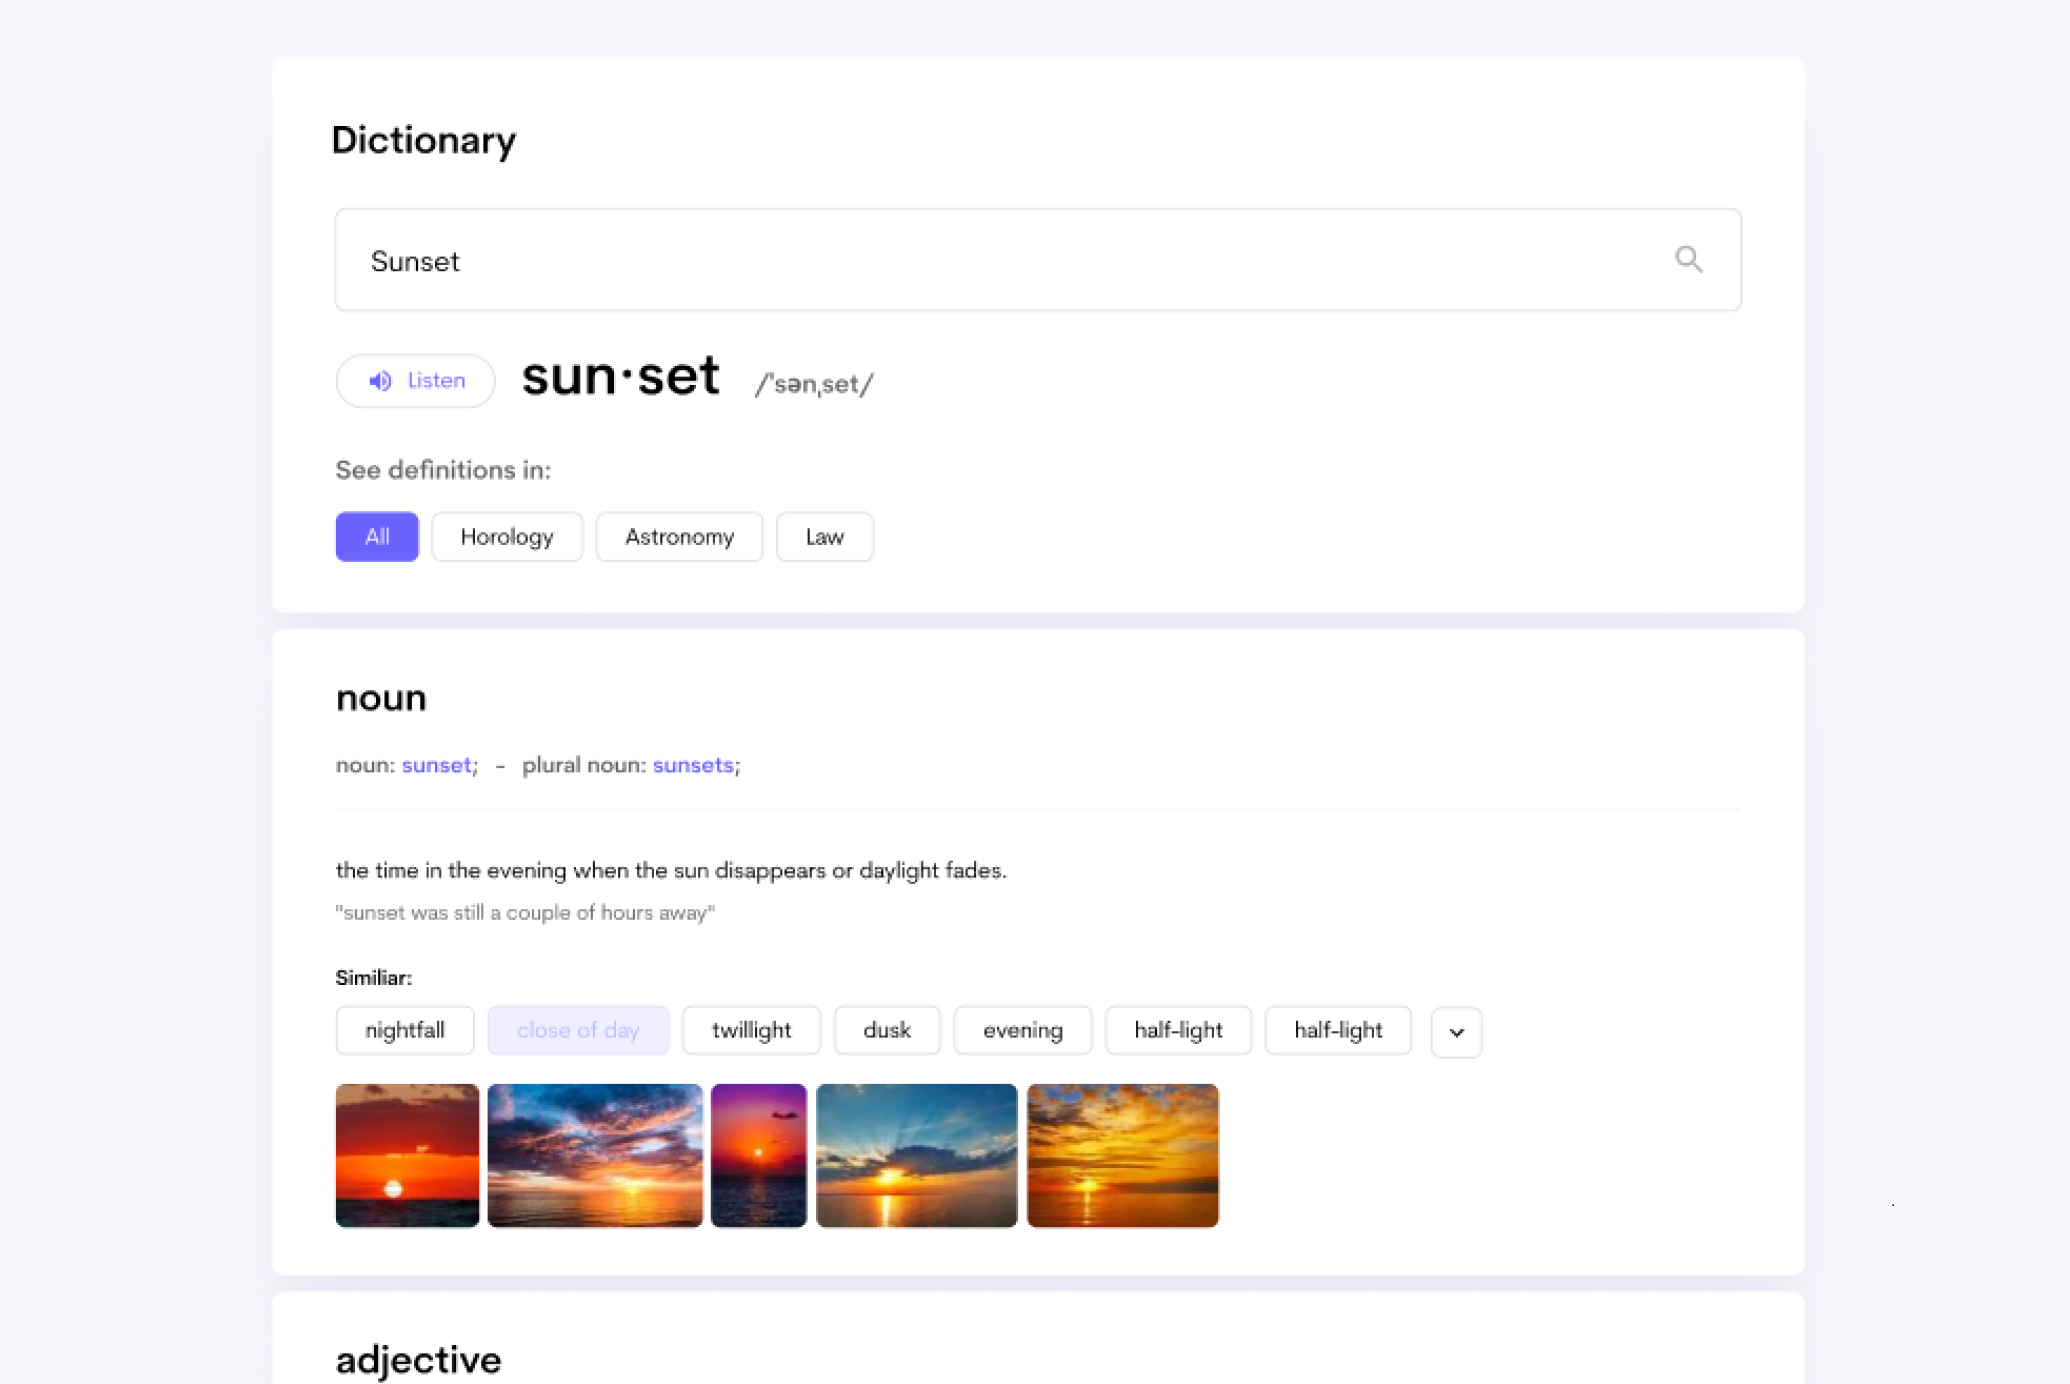 Dictionary
Sunset
Listen sun·set /ˈsənˌset/
See definitions in:
All Horology Astronomy Law
noun
noun: sunset; - plural noun: sunsets;
the time in the evening when the sun disappears or daylight fades.
"sunset was still a couple of hours away"
Similiar:
nightfall close of day twillight dusk evening half-light half-light
adjective